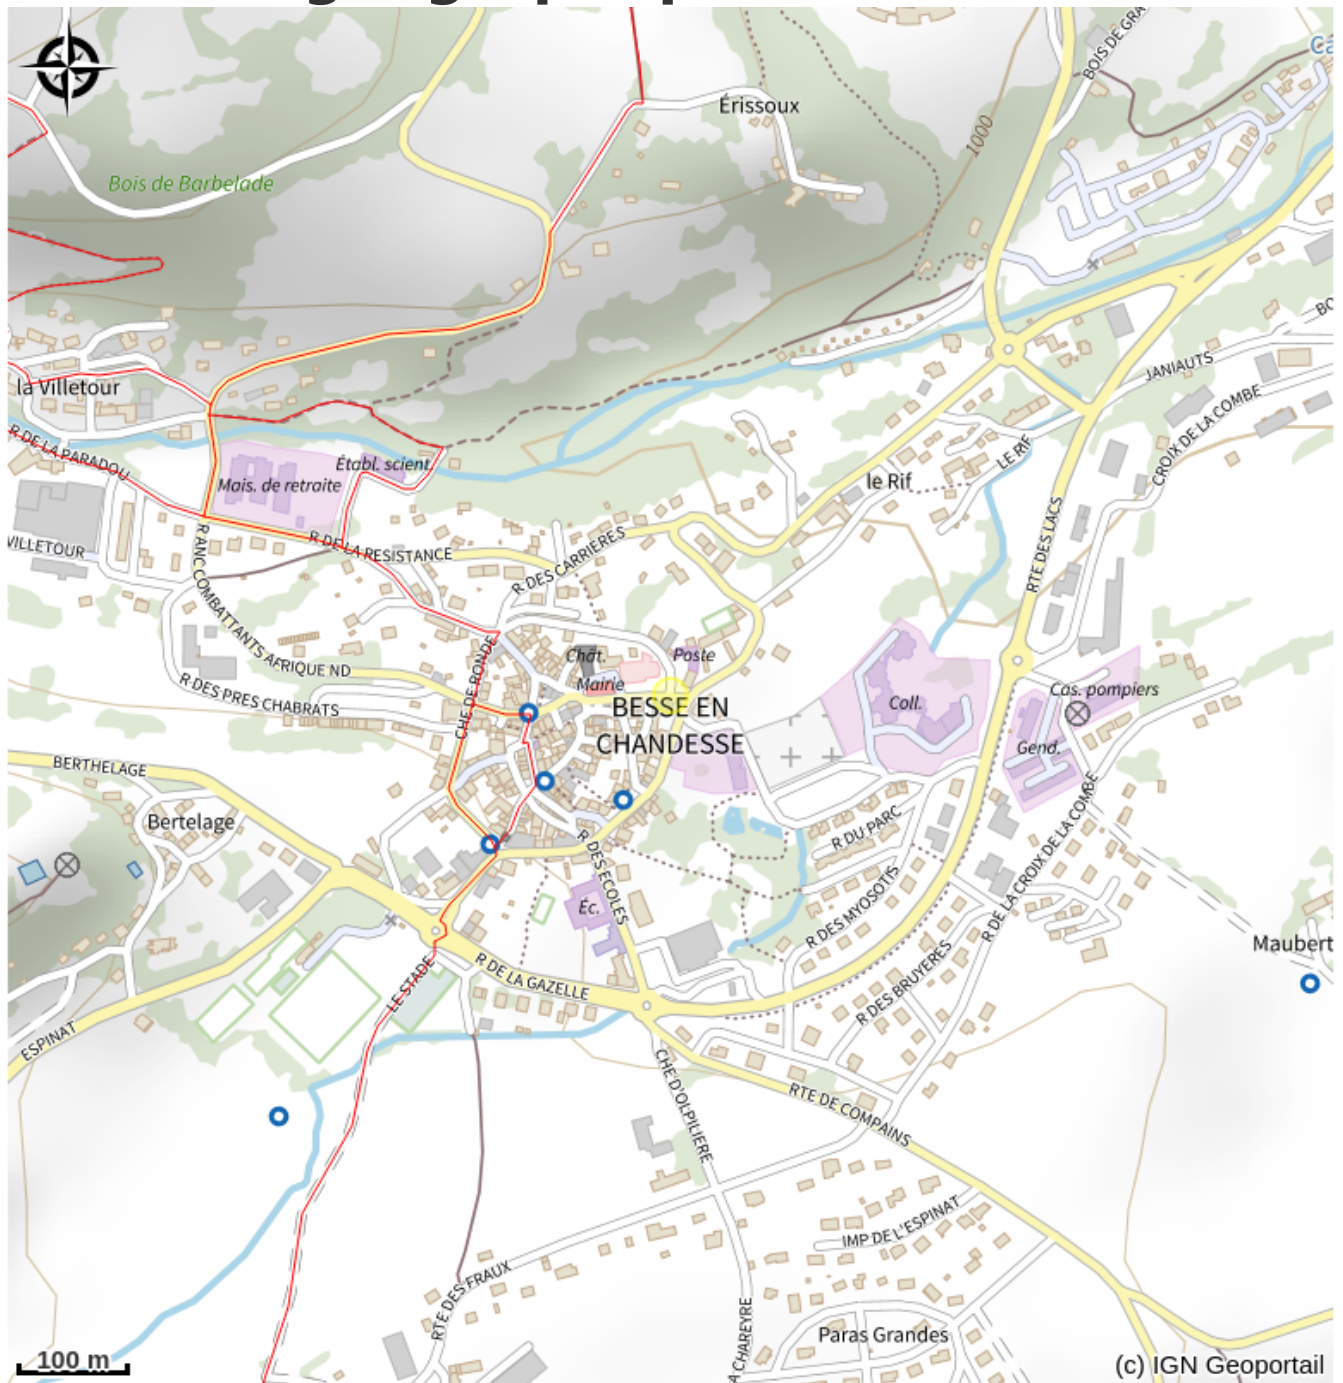 BOIS DE GRA
Ca
Érissoux
1000
Bois de Barbelade
BO
JANIAUTS
la Villetour
CROIX DE LA COMBE
R DE LA PARADOU
LE RIF
Établ. scient.
Mais. de retraite
le Rif
VILLETOUR
R DE LA RESISTANCE
R DES CARRIERES
RTE DES LACS
R ANC COMBATTANTS AFRIQUE ND
CHE DE RONDE
Chât.
Poste
Mairie
R DES PRES CHABRATS
BESSE EN
CHANDESSE
Coll.
Cas. pompiers
Gend.
BERTHELAGE
Bertelage
R DU PARC
R DES ECOLES
R DES MYOSOTIS
R DE LA CROIX DE LA COMBE
Éc.
Maubert
R DE LA GAZELLE
LE STADE
R DES BRUYERES
ESPINAT
CHE D'OLPILIERE
RTE DE COMPAINS
IMP DE L'ESPINAT
RTE DES FRAUX
A CHAREYRE
Paras Grandes
100 m
(c) IGN Geoportail